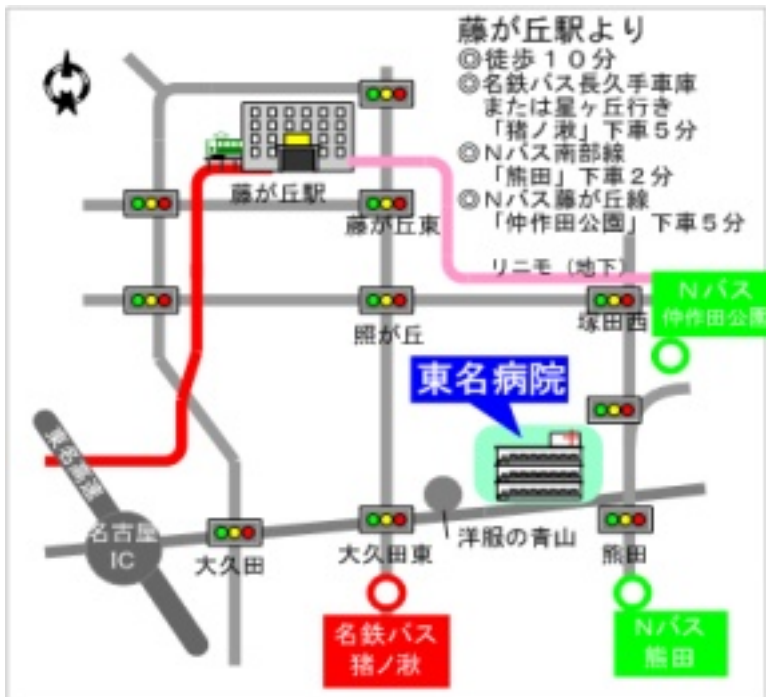 藤が丘駅より
◎徒歩１０分
◎名鉄バス長久手車庫
または星ヶ丘行き
「猪ノ湫」下車５分
◎Ｎバス南部線
「熊田」下車２分
◎Ｎバス藤が丘線
「仲作田公園」下車５分
藤が丘駅
藤が丘東
リニモ（地下）
Ｎバス
仲作田公園
照が丘
塚田西
東名病院
東名高速
名古屋
IC
大久田
大久田東
洋服の青山
熊田
名鉄バス
猪ノ湫
Ｎバス
熊田